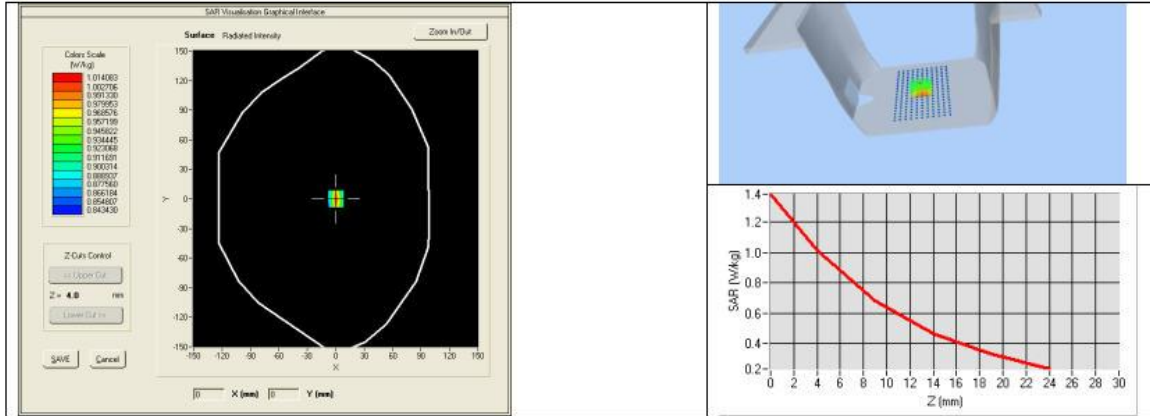 SAR Visualisation Graphical Interface
Surface Radiated Intensity
Zoom In/Out
Colors Scale
(W/kg)
1.014083
1.002706
0.991330
0.979953
0.968576
0.957199
0.945822
0.934445
0.923068
0.911691
0.900314
0.888937
0.877560
0.866184
0.854807
0.843430
150
120
90
60
30
0
-30
-60
-90
-120
-150
Y
-150 -120 -90 -60 -30 0 30 60 90 120 150
X
Z-Cuts Control
<< Upper Cut
Z = 4.0 mm
Lower Cut >>
SAVE Cancel
0 X (mm) 0 Y (mm)
SAR (W/kg)
1.4
1.2
1.0
0.8
0.6
0.4
0.2
0 2 4 6 8 10 12 14 16 18 20 22 24 26 28 30
Z (mm)